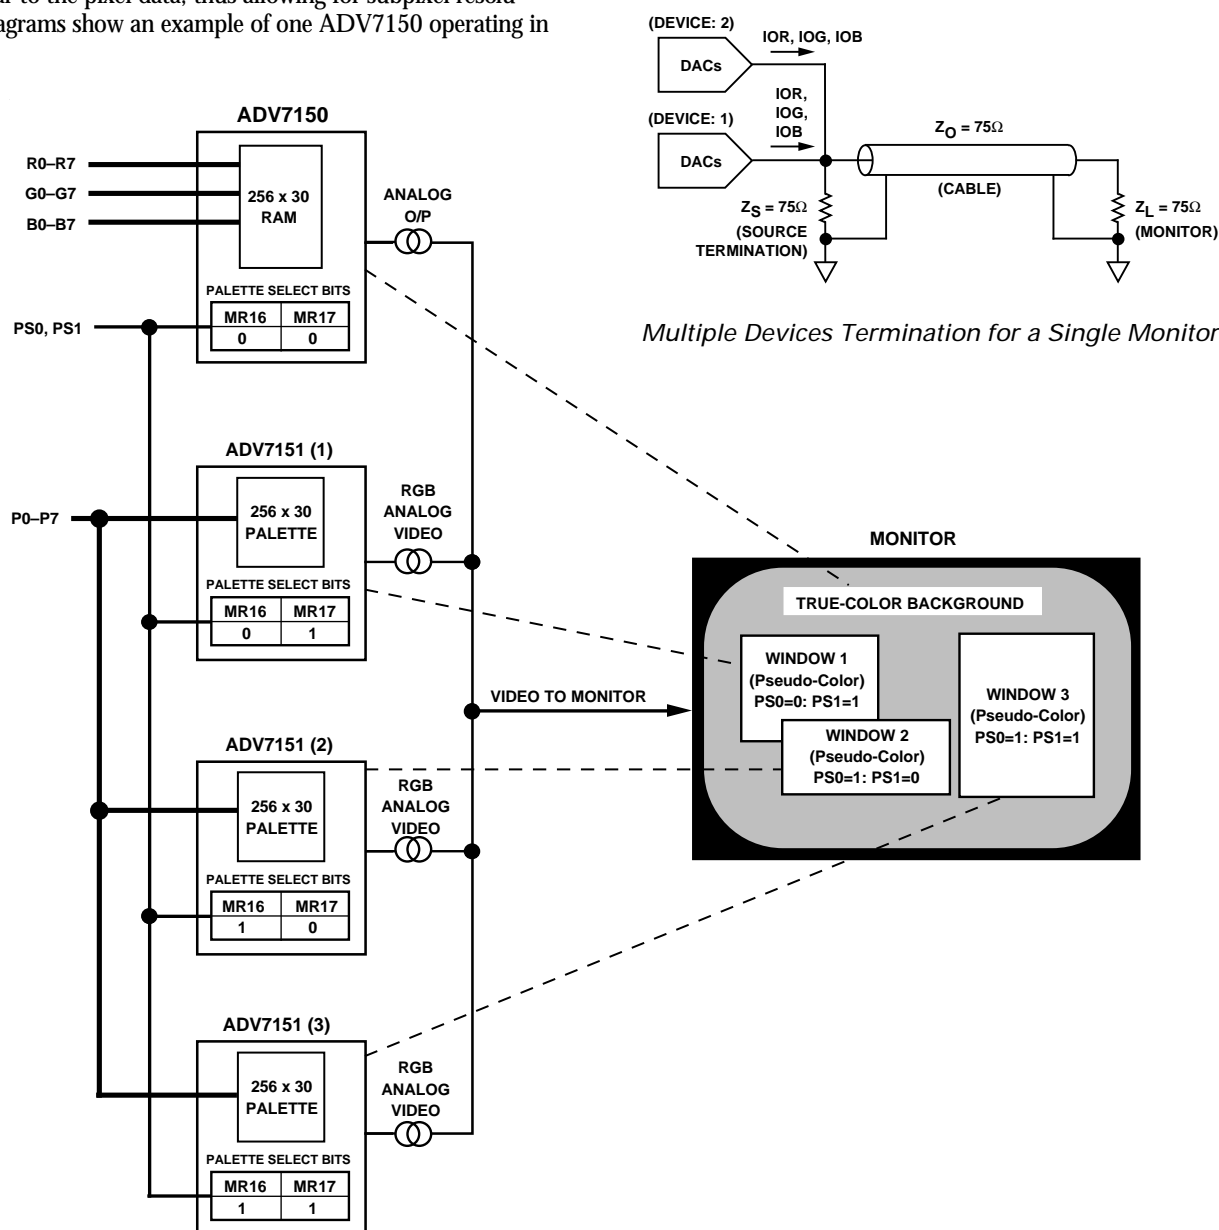 ar to the pixel data, thus allowing for subpixel resolu
agrams show an example of one ADV7150 operating in
(DEVICE: 2)
IOR, IOG, IOB
DACs
IOR,
IOG,
IOB
(DEVICE: 1)
DACs
ZO = 75Ω
(CABLE)
ZS = 75Ω
(SOURCE
TERMINATION)
ZL = 75Ω
(MONITOR)
Multiple Devices Termination for a Single Monitor
ADV7150
R0–R7
G0–G7
B0–B7
256 x 30
RAM
ANALOG
O/P
PALETTE SELECT BITS
MR16 MR17
0 0
PS0, PS1
ADV7151 (1)
P0–P7
256 x 30
PALETTE
RGB
ANALOG
VIDEO
PALETTE SELECT BITS
MR16 MR17
0 1
MONITOR
TRUE-COLOR BACKGROUND
WINDOW 1
(Pseudo-Color)
PS0=0: PS1=1
WINDOW 2
(Pseudo-Color)
PS0=1: PS1=0
WINDOW 3
(Pseudo-Color)
PS0=1: PS1=1
VIDEO TO MONITOR
ADV7151 (2)
256 x 30
PALETTE
RGB
ANALOG
VIDEO
PALETTE SELECT BITS
MR16 MR17
1 0
ADV7151 (3)
256 x 30
PALETTE
RGB
ANALOG
VIDEO
PALETTE SELECT BITS
MR16 MR17
1 1